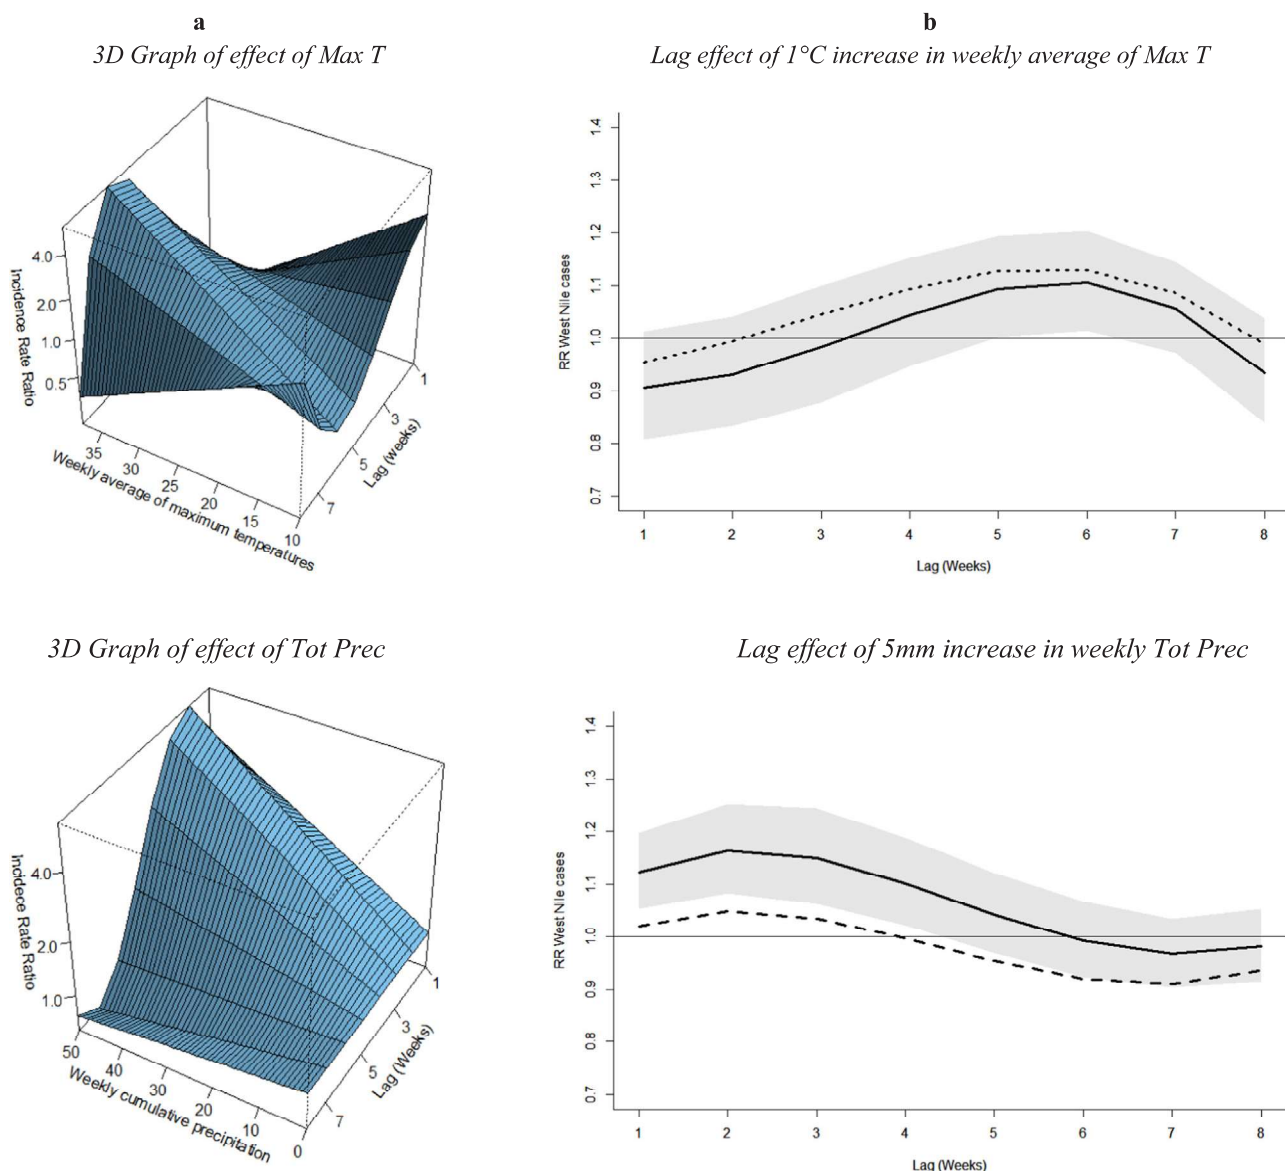 a
3D Graph of effect of Max T
4.0
2.0
1.0
0.5
Incidence Rate Ratio
35
30
25
20
15
10
Weekly average of maximum temperatures
1
3
5
7
Lag (weeks)
b
Lag effect of 1°C increase in weekly average of Max T
1.4
1.3
1.2
1.1
1.0
0.9
0.8
0.7
RR West Nile cases
1 2 3 4 5 6 7 8
Lag (Weeks)
3D Graph of effect of Tot Prec
4.0
2.0
1.0
Incidece Rate Ratio
50
40
30
20
10
0
Weekly cumulative precipitation
1
3
5
7
Lag (Weeks)
Lag effect of 5mm increase in weekly Tot Prec
1.4
1.3
1.2
1.1
1.0
0.9
0.8
0.7
RR West Nile cases
1 2 3 4 5 6 7 8
Lag (Weeks)